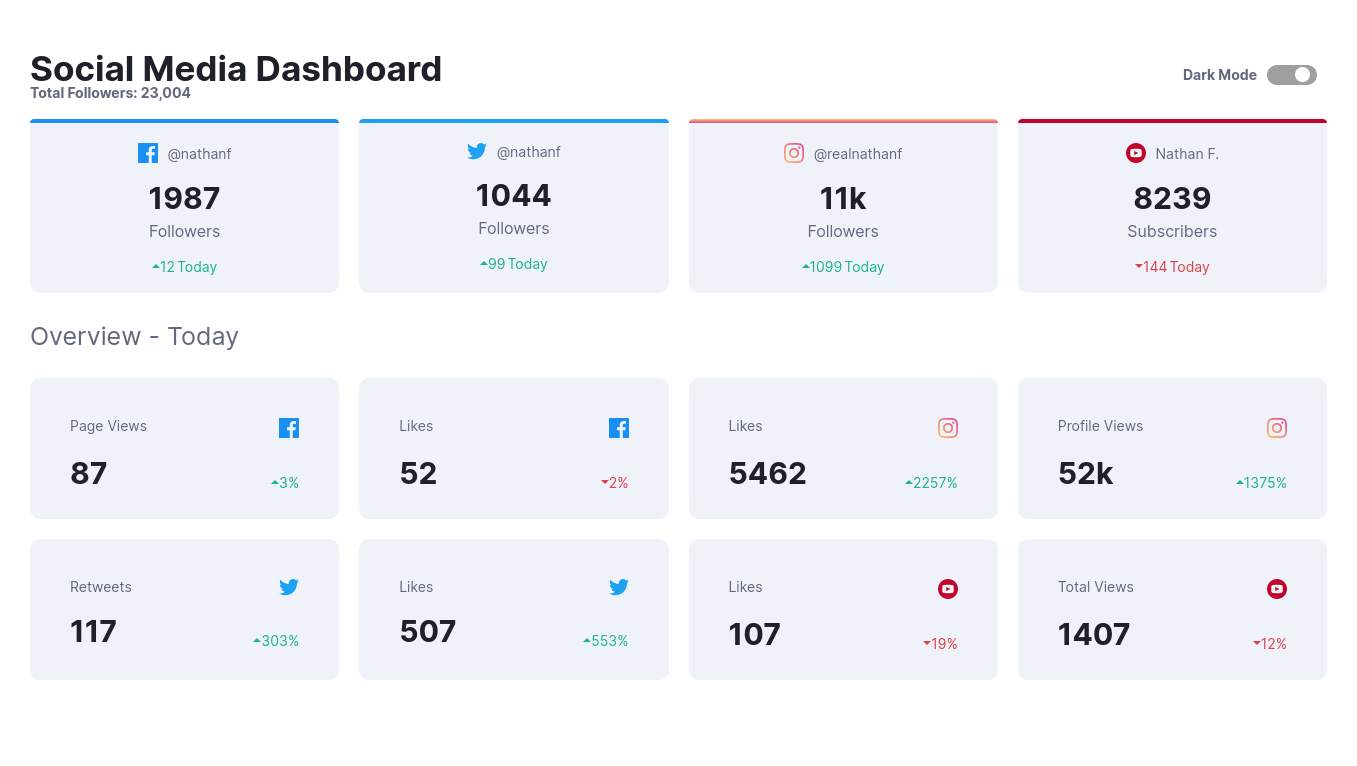 Social Media Dashboard
Total Followers: 23,004
Dark Mode
@nathanf
1987
Followers
12 Today
@nathanf
1044
Followers
99 Today
@realnathanf
11k
Followers
1099 Today
Nathan F.
8239
Subscribers
144 Today
Overview - Today
Page Views
87
3%
Likes
52
2%
Likes
5462
2257%
Profile Views
52k
1375%
Retweets
117
303%
Likes
507
553%
Likes
107
19%
Total Views
1407
12%